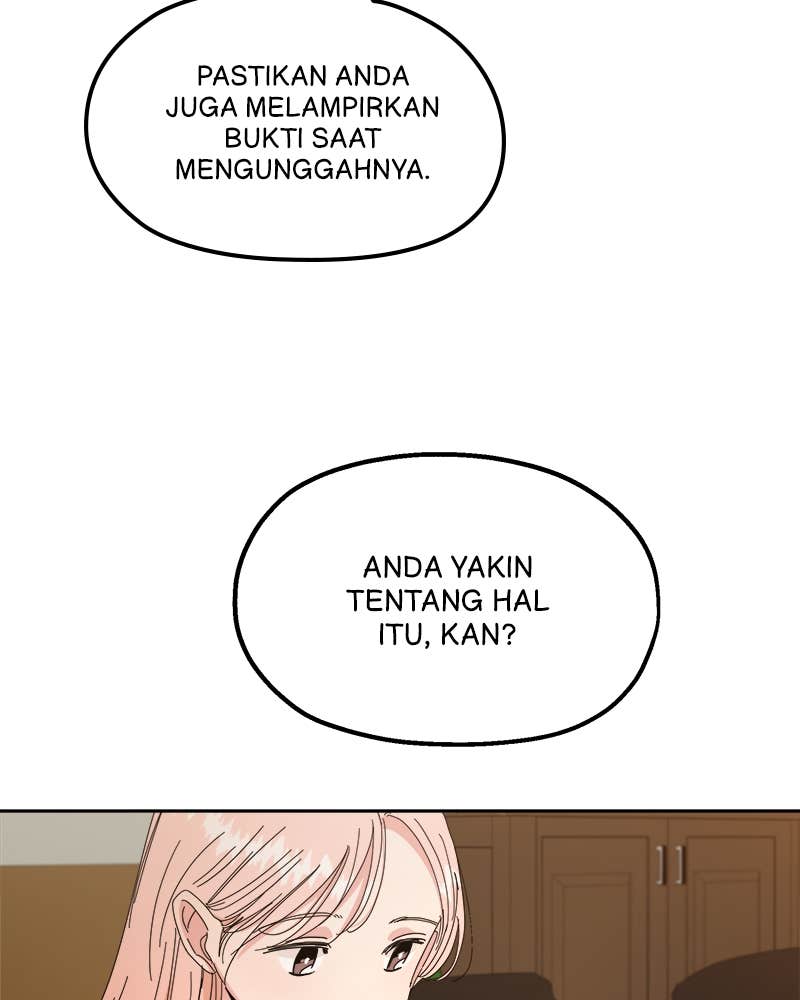 PASTIKAN ANDA
JUGA MELAMPIRKAN
BUKTI SAAT
MENGUNGGAHNYA.
ANDA YAKIN
TENTANG HAL
ITU, KAN?